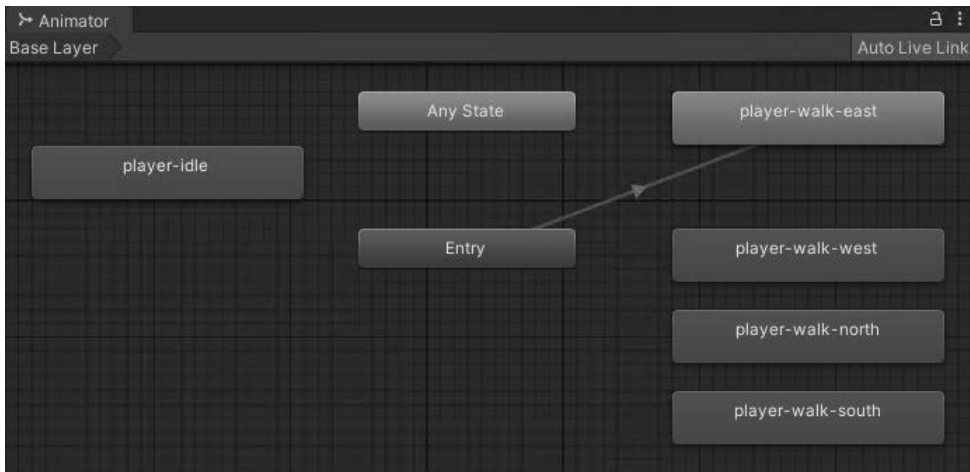 Animator
Base Layer
Auto Live Link
Any State
player-walk-east
player-idle
Entry
player-walk-west
player-walk-north
player-walk-south